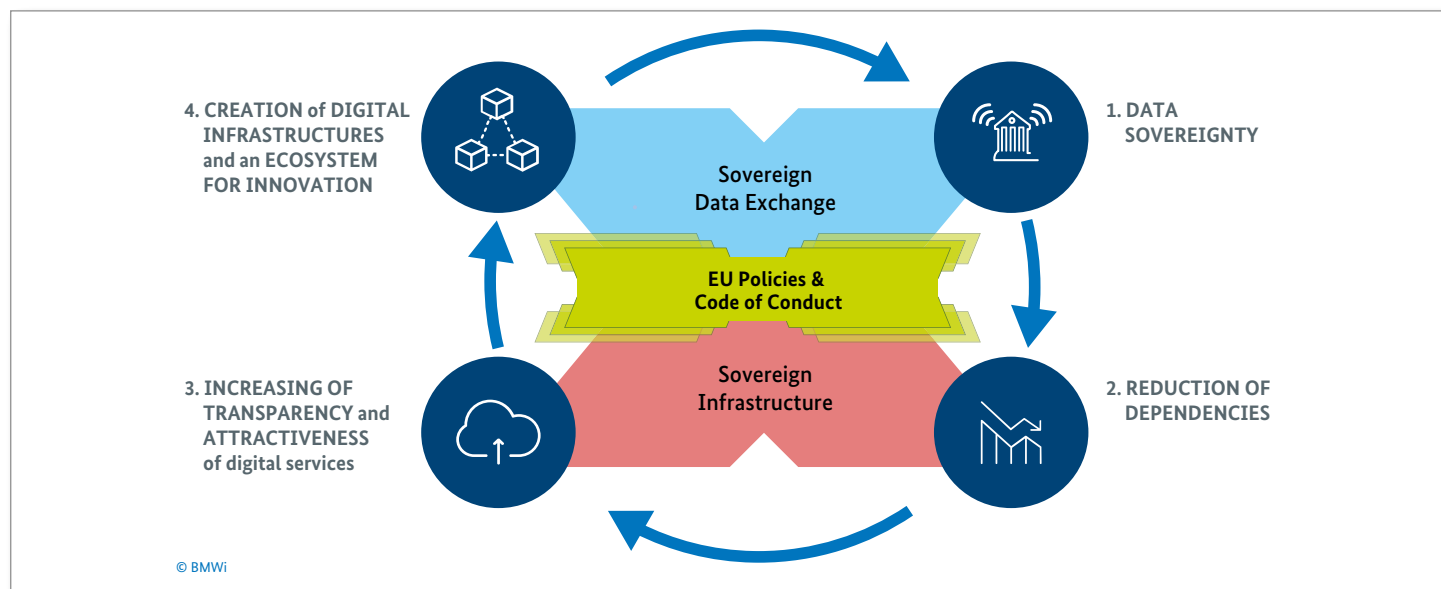 4. CREATION of DIGITAL
INFRASTRUCTURES
and an ECOSYSTEM
FOR INNOVATION
1. DATA
SOVEREIGNTY
Sovereign
Data Exchange
EU Policies &
Code of Conduct
Sovereign
Infrastructure
3. INCREASING OF
TRANSPARENCY and
ATTRACTIVENESS
of digital services
2. REDUCTION OF
DEPENDENCIES
© BMWi